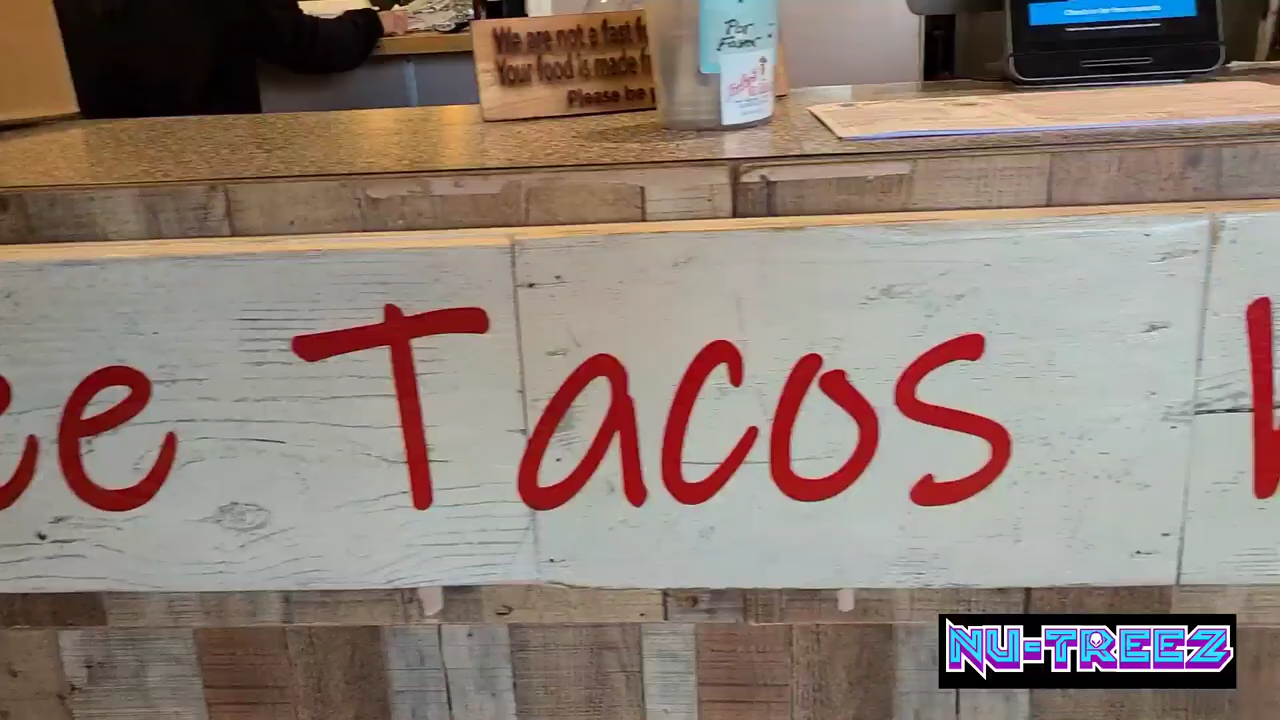 We are not a fast
Your food is made
Please be
Por
Favor
Tacos
NU-TREEZ